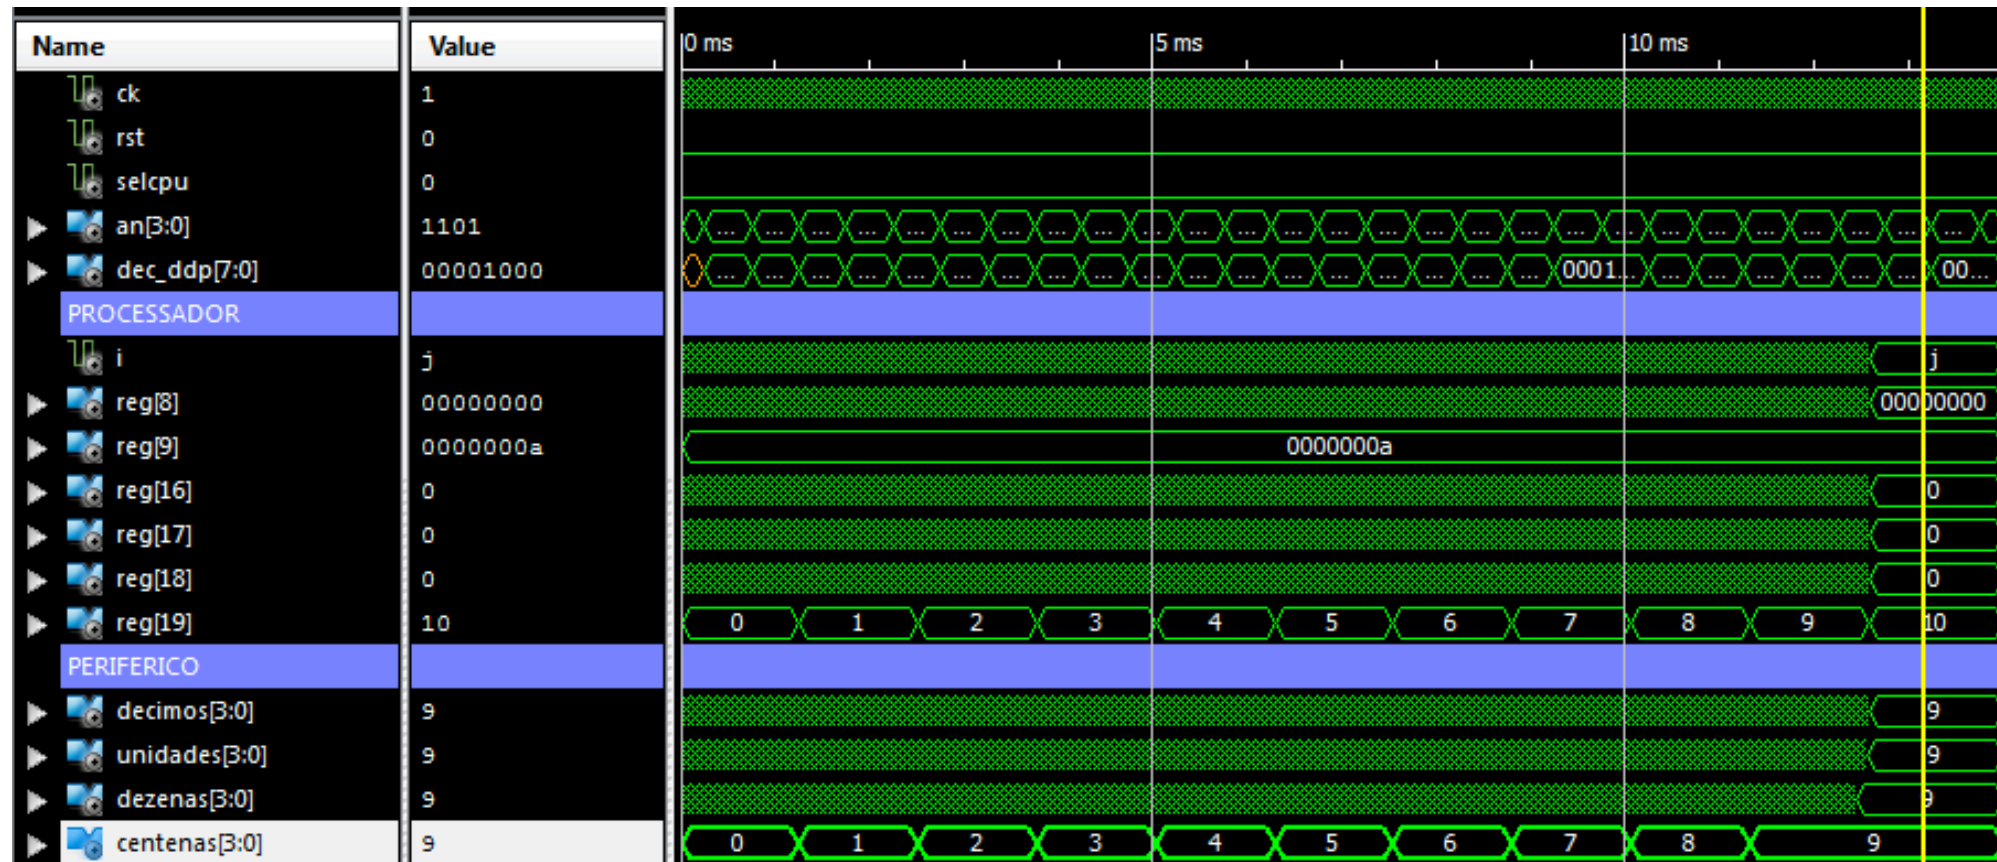 Name Value 0 ms 5 ms 10 ms
ck 1
rst 0
selcpu 0
an[3:0] 1101 ... ... ... ... ... ... ... ... ... ... ... ... ... ... ... ... ... ... ... ... ... ... ... ... ... ... ...
dec_ddp[7:0] 00001000 ... ... ... ... ... ... ... ... ... ... ... ... ... ... ... ... ... ... 0001... ... ... ... ... ... ... 00...
PROCESSADOR
i j j
reg[8] 00000000 00000000
reg[9] 0000000a 0000000a
reg[16] 0 0
reg[17] 0 0
reg[18] 0 0
reg[19] 10 0 1 2 3 4 5 6 7 8 9 10
PERIFERICO
decimos[3:0] 9 9
unidades[3:0] 9 9
dezenas[3:0] 9 9
centenas[3:0] 9 0 1 2 3 4 5 6 7 8 9